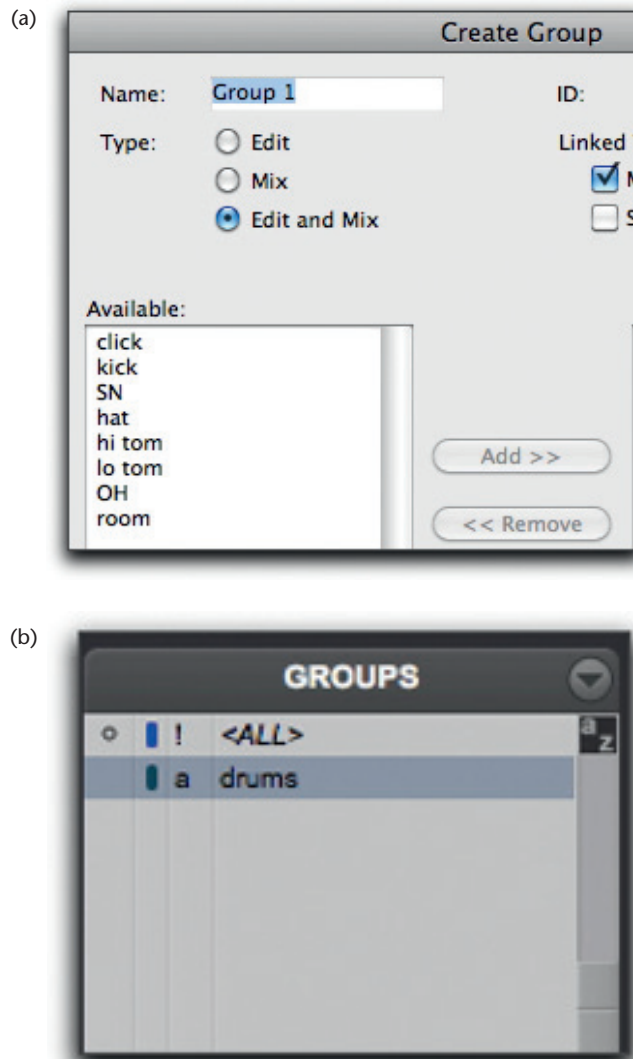 (a)
Create Group
Name: Group 1 ID:
Type: Edit Linked
Mix M
Edit and Mix S
Available:
click
kick
SN
hat
hi tom
lo tom
OH
room
Add >>
<< Remove
(b)
GROUPS
! <ALL>
a drums
a z